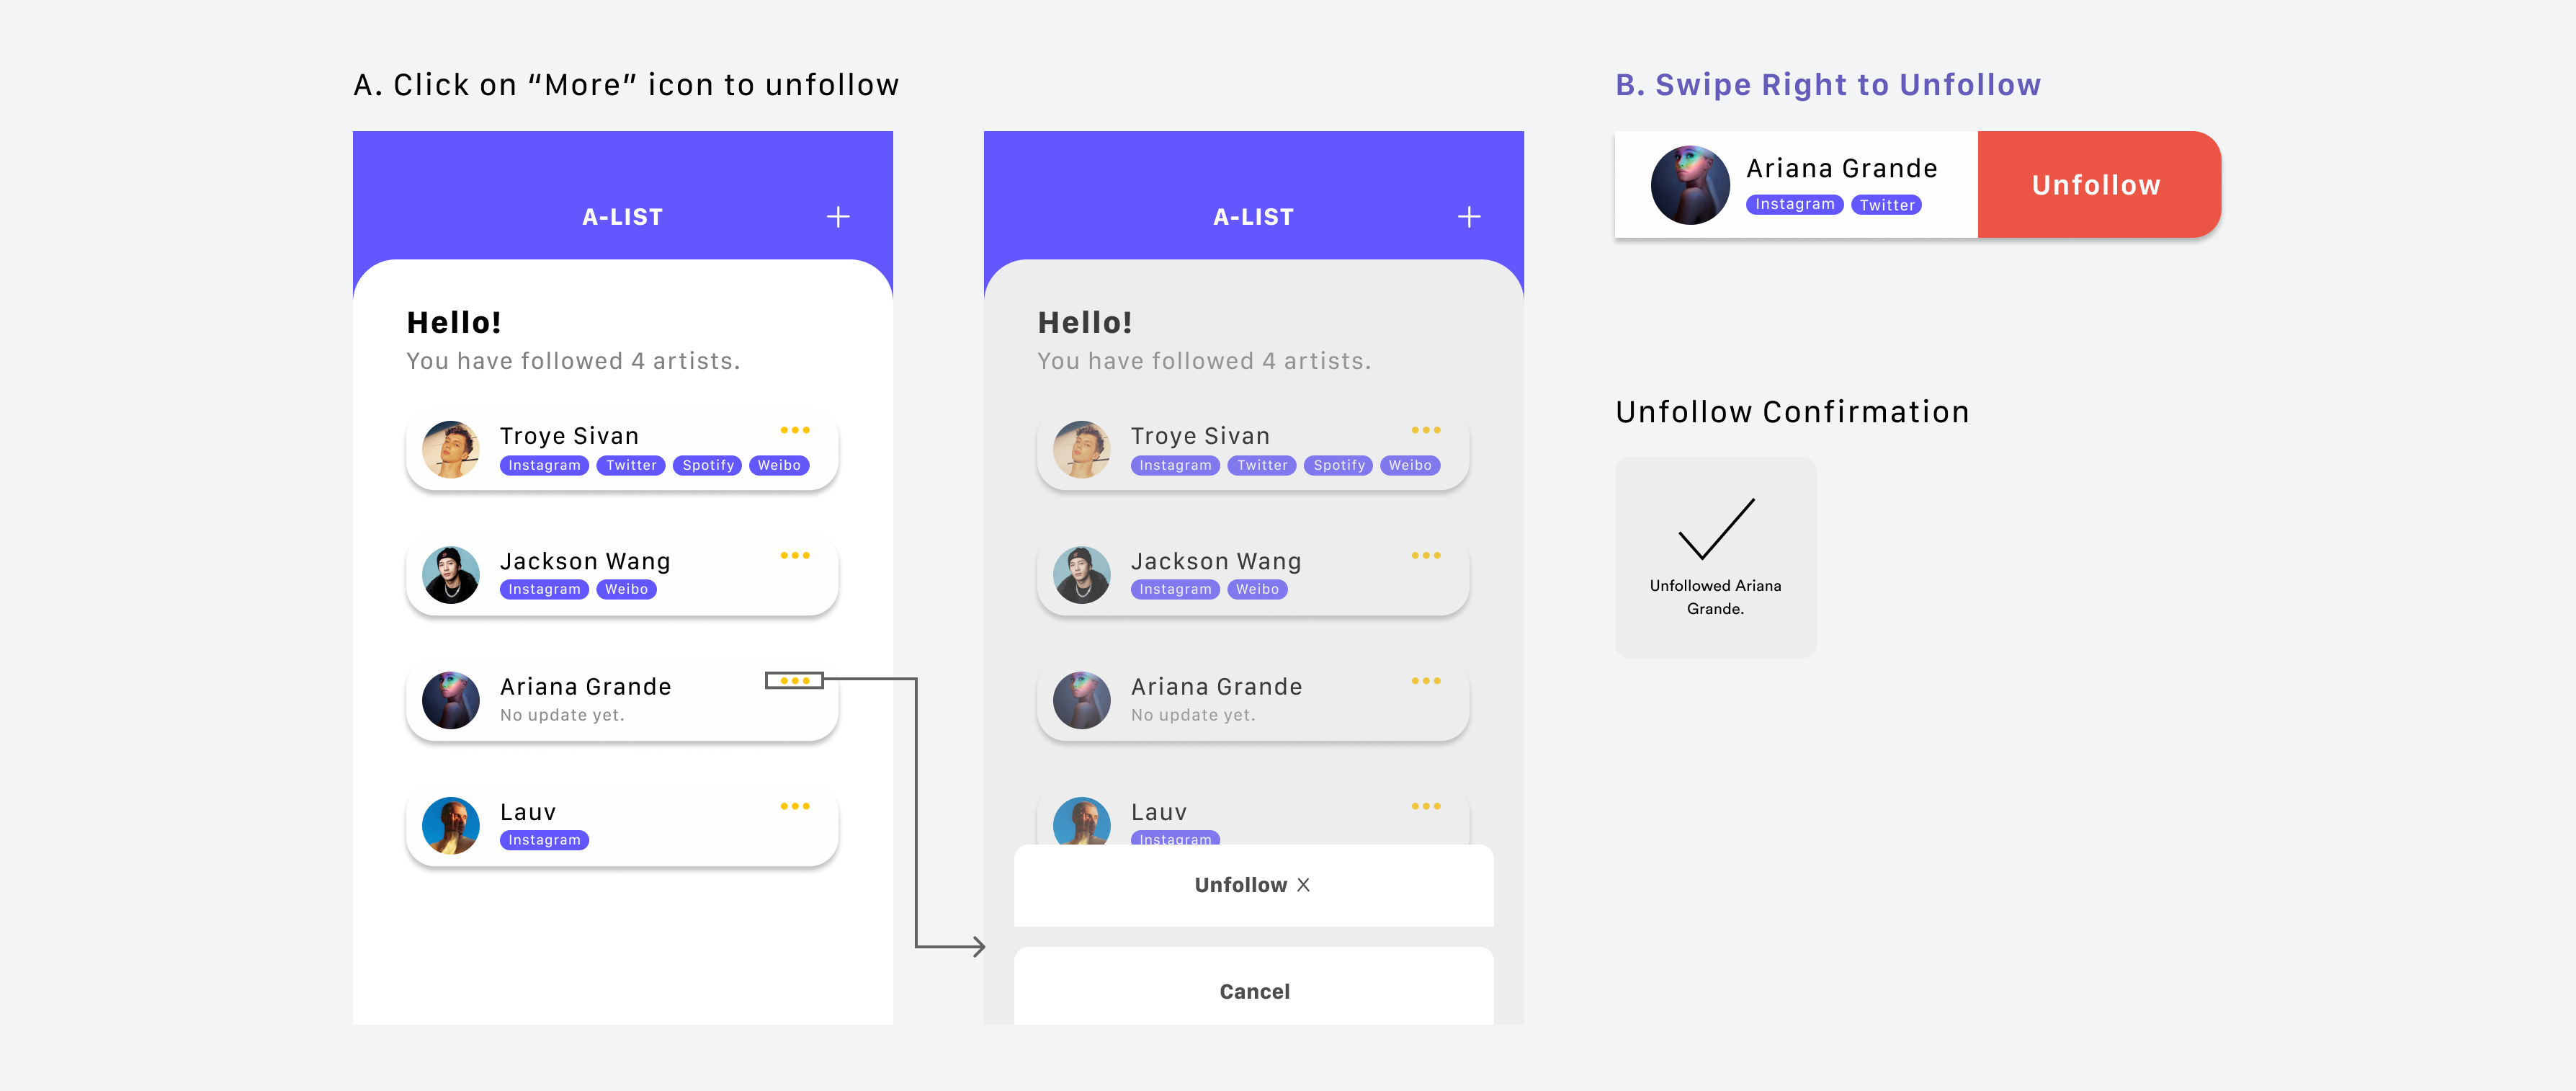 A. Click on “More” icon to unfollow
A-LIST
Hello!
You have followed 4 artists.
Troye Sivan
Instagram Twitter Spotify Weibo
Jackson Wang
Instagram Weibo
Ariana Grande
No update yet.
Lauv
Instagram
A-LIST
Hello!
You have followed 4 artists.
Troye Sivan
Instagram Twitter Spotify Weibo
Jackson Wang
Instagram Weibo
Ariana Grande
No update yet.
Lauv
Instagram
Unfollow X
Cancel
B. Swipe Right to Unfollow
Ariana Grande
Instagram Twitter
Unfollow
Unfollow Confirmation
Unfollowed Ariana
Grande.